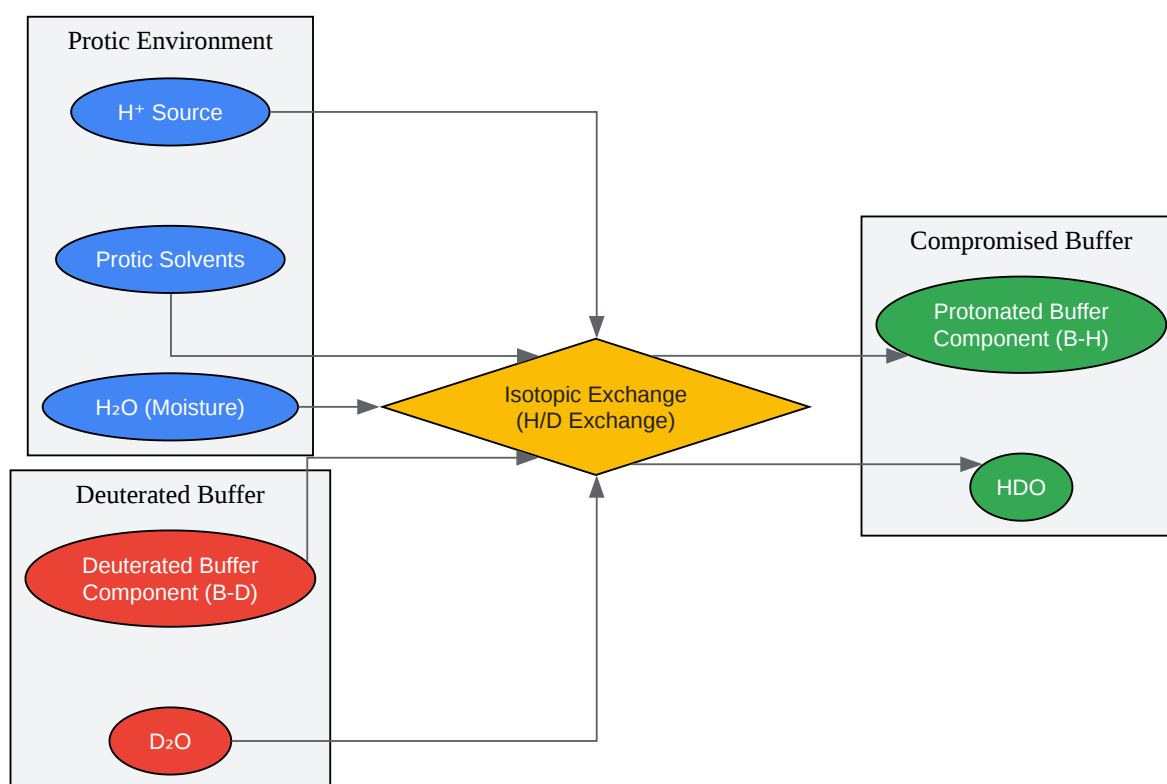 Protic Environment
H⁺ Source
Protic Solvents
H₂O (Moisture)
Deuterated Buffer
Deuterated Buffer
Component (B-D)
D₂O
Isotopic Exchange
(H/D Exchange)
Compromised Buffer
Protonated Buffer
Component (B-H)
HDO